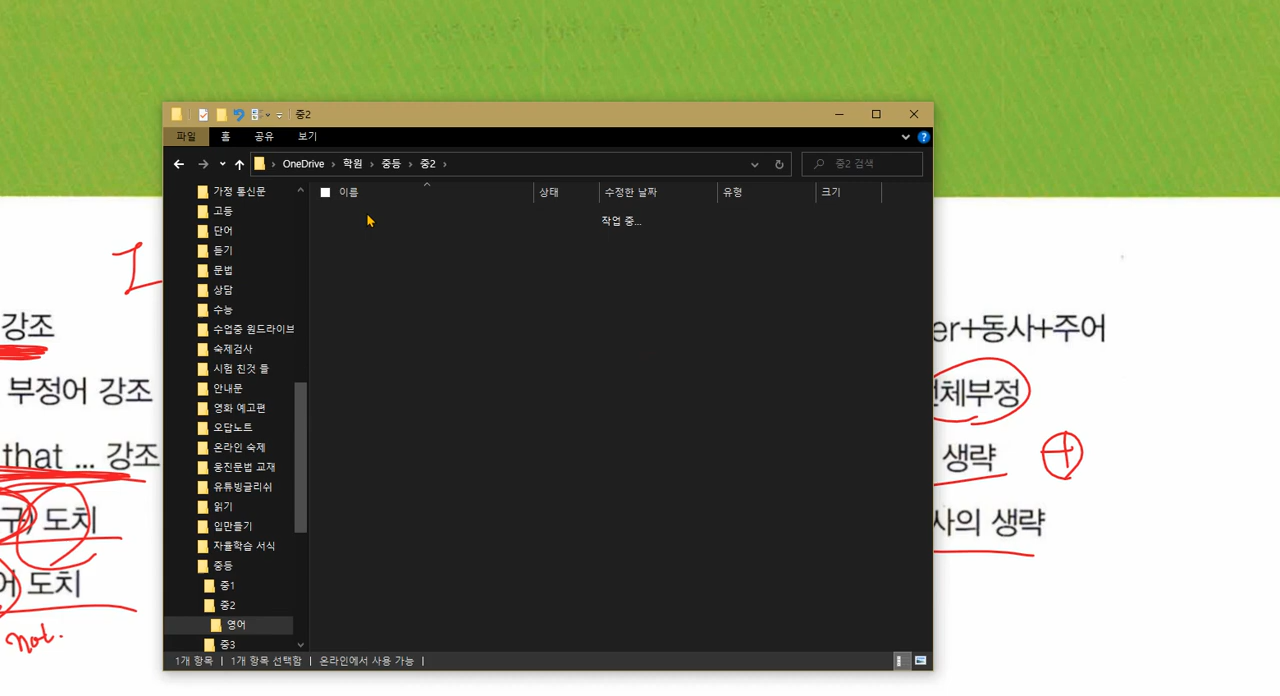 중2
파일 홈 공유 보기
OneDrive 학원 중등 중2
중2 검색
이름 상태 수정한 날짜 유형 크기
작업 중...
가정 통신문
고등
단어
듣기
문법
상담
수능
수업중 원드라이브
숙제검사
시험 친것 들
안내문
영화 예고편
오답노트
온라인 숙제
웅진문법 교재
유튜빙글리쉬
읽기
입만들기
자율학습 서식
중등
중1
중2
영어
중3
1개 항목 1개 항목 선택함 온라인에서 사용 가능
강조
부정어 강조
that ... 강조
구) 도치
어 도치
not.
er+동사+주어
전체부정
생략
사의 생략